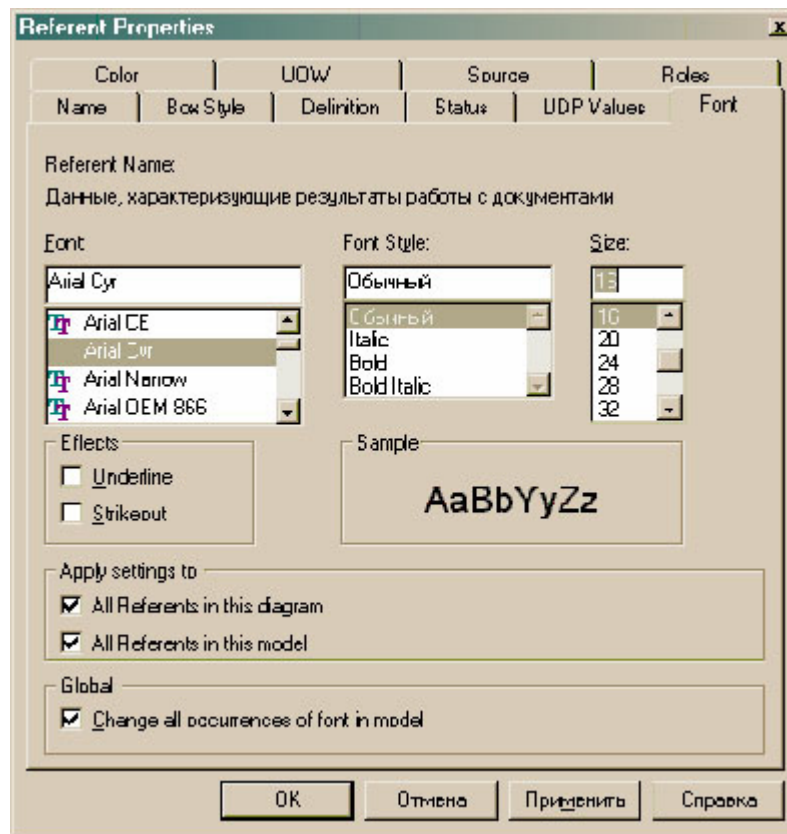 Referent Properties
Color UOW Source Roles
Name Box Style Definition Status UDP Values Font
Referent Name:
Данные, характеризующие результаты работы с документами
Font: Font Style: Size:
Arial Cyr Обычный
Arial CE Обычный 16
Arial Cyr Italic 20
Arial Narrow Bold 24
Arial OEM 866 Bold Italic 28
32
Effects Sample
Underline
AaBbYyZz
Strikeout
Apply settings to
All Referents in this diagram
All Referents in this model
Global
Change all occurrences of font in model
OK Отмена Применить Справка